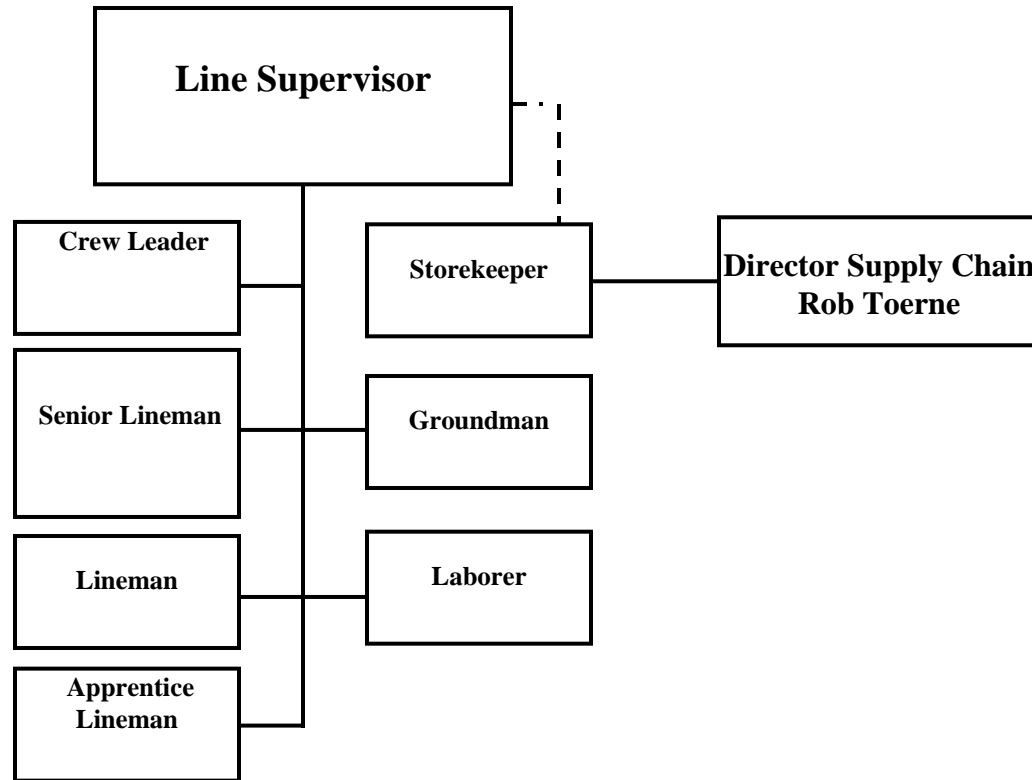 Line Supervisor
Crew Leader
Storekeeper
Director Supply Chain
Rob Toerne
Senior Lineman
Groundman
Lineman
Laborer
Apprentice
Lineman